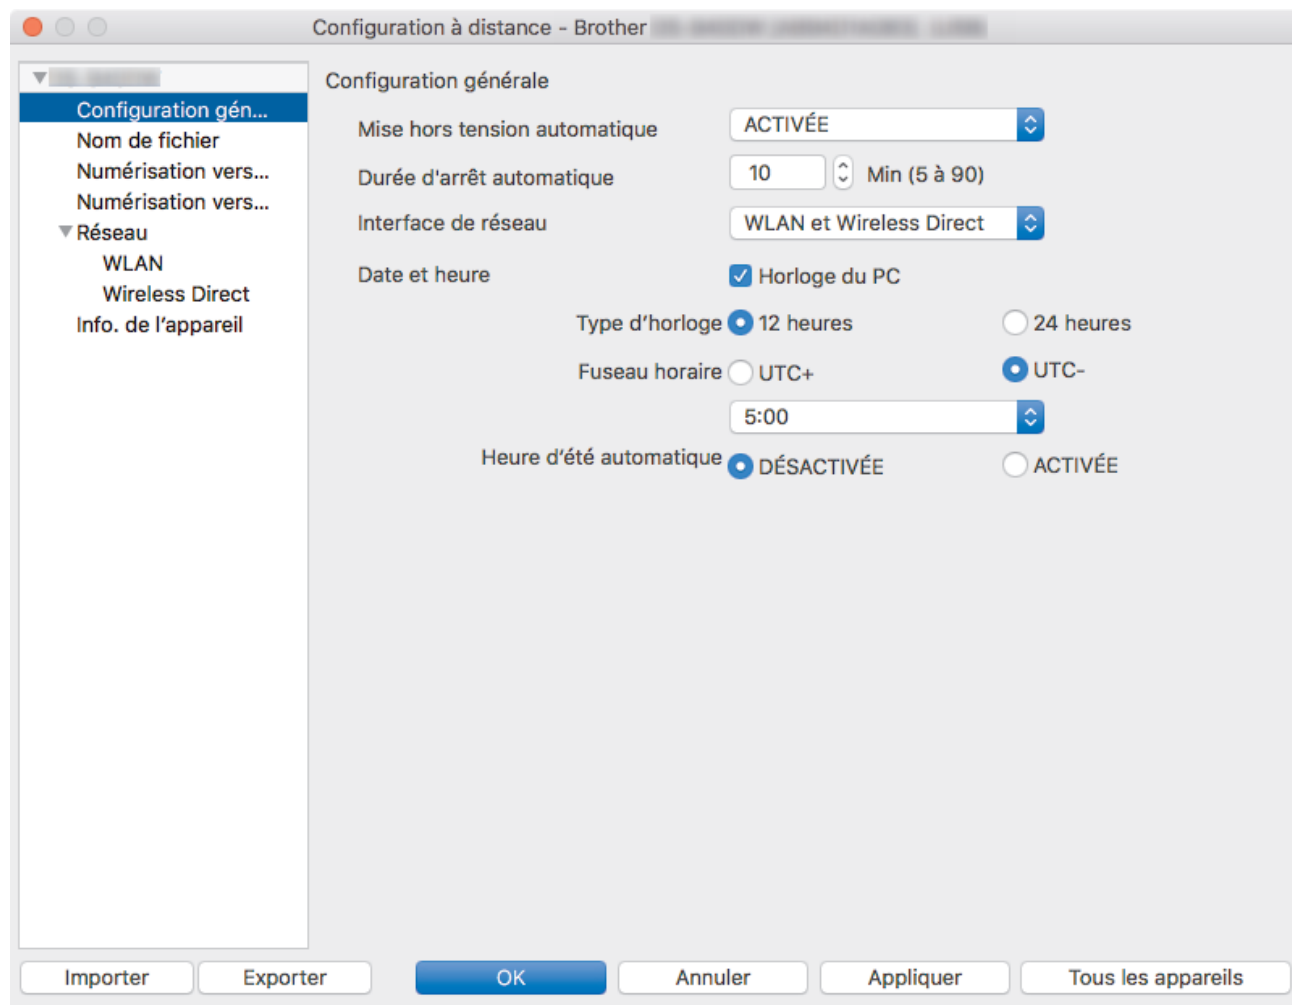 Configuration à distance - Brother
Configuration gén...
Nom de fichier
Numérisation vers...
Numérisation vers...
Réseau
WLAN
Wireless Direct
Info. de l'appareil
Configuration générale
Mise hors tension automatique ACTIVÉE
Durée d'arrêt automatique 10 Min (5 à 90)
Interface de réseau WLAN et Wireless Direct
Date et heure Horloge du PC
Type d'horloge 12 heures 24 heures
Fuseau horaire UTC+ UTC-
5:00
Heure d'été automatique DÉSACTIVÉE ACTIVÉE
Importer Exporter OK Annuler Appliquer Tous les appareils